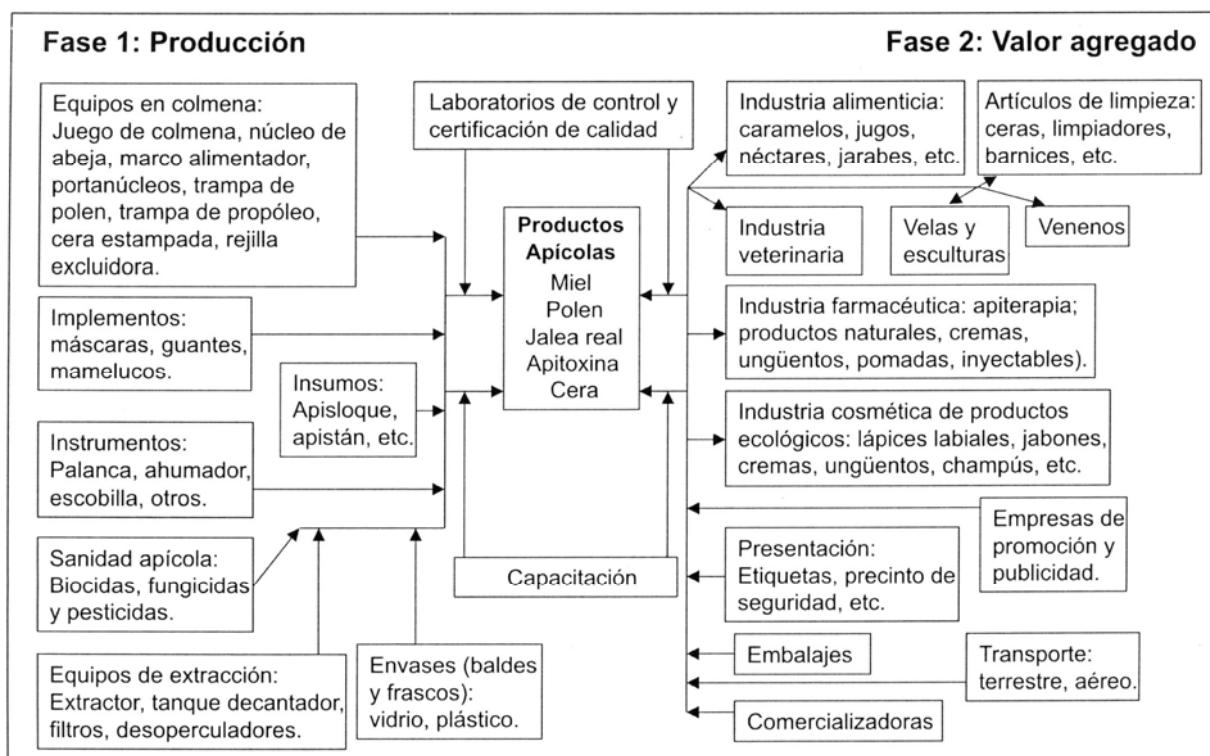 Fase 1: Producción
Fase 2: Valor agregado
Equipos en colmena:
Juego de colmena, núcleo de
abeja, marco alimentador,
portanúcleos, trampa de
polen, trampa de propóleo,
cera estampada, rejilla
excluidora.
Implementos:
máscaras, guantes,
mamelucos.
Insumos:
Apisloque,
apistán, etc.
Instrumentos:
Palanca, ahumador,
escobilla, otros.
Sanidad apícola:
Biocidas, fungicidas
y pesticidas.
Equipos de extracción:
Extractor, tanque decantador,
filtros, desoperculadores.
Envases (baldes
y frascos):
vidrio, plástico.
Laboratorios de control y
certificación de calidad
Productos
Apícolas
Miel
Polen
Jalea real
Apitoxina
Cera
Capacitación
Industria alimenticia:
caramelos, jugos,
néctares, jarabes, etc.
Artículos de limpieza:
ceras, limpiadores,
barnices, etc.
Industria
veterinaria
Velas y
esculturas
Venenos
Industria farmacéutica: apiterapia;
productos naturales, cremas,
ungüentos, pomadas, inyectables).
Industria cosmética de productos
ecológicos: lápices labiales, jabones,
cremas, ungüentos, champús, etc.
Empresas de
promoción y
publicidad.
Presentación:
Etiquetas, precinto de
seguridad, etc.
Embalajes
Transporte:
terrestre, aéreo.
Comercializadoras